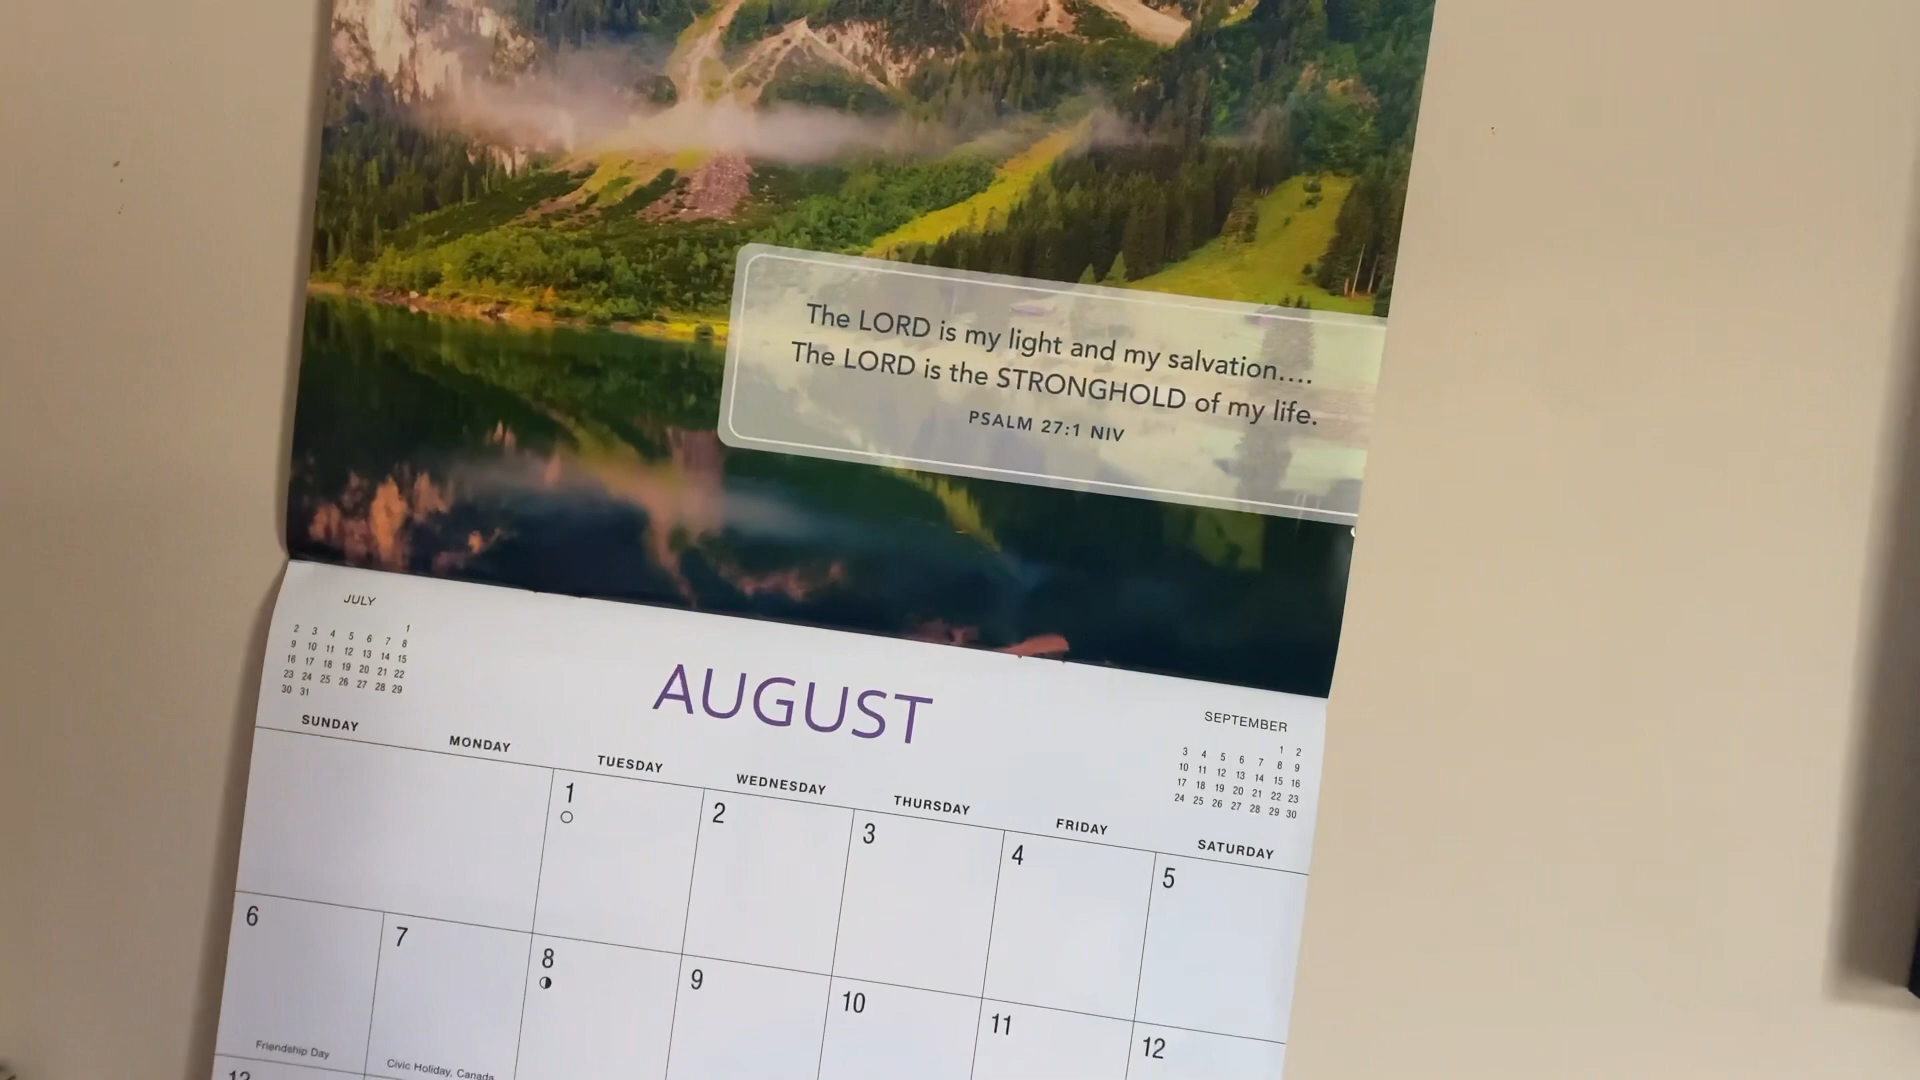 The LORD is my light and my salvation....
The LORD is the STRONGHOLD of my life.
PSALM 27:1 NIV
JULY
1
2 3 4 5 6 7 8
9 10 11 12 13 14 15
16 17 18 19 20 21 22
23 24 25 26 27 28 29
30 31
AUGUST
SEPTEMBER
1 2
3 4 5 6 7 8 9
10 11 12 13 14 15 16
17 18 19 20 21 22 23
24 25 26 27 28 29 30
SUNDAY MONDAY TUESDAY WEDNESDAY THURSDAY FRIDAY SATURDAY
1 2 3 4 5
6 7 8 9 10 11 12
Friendship Day
Civic Holiday, Canada
13